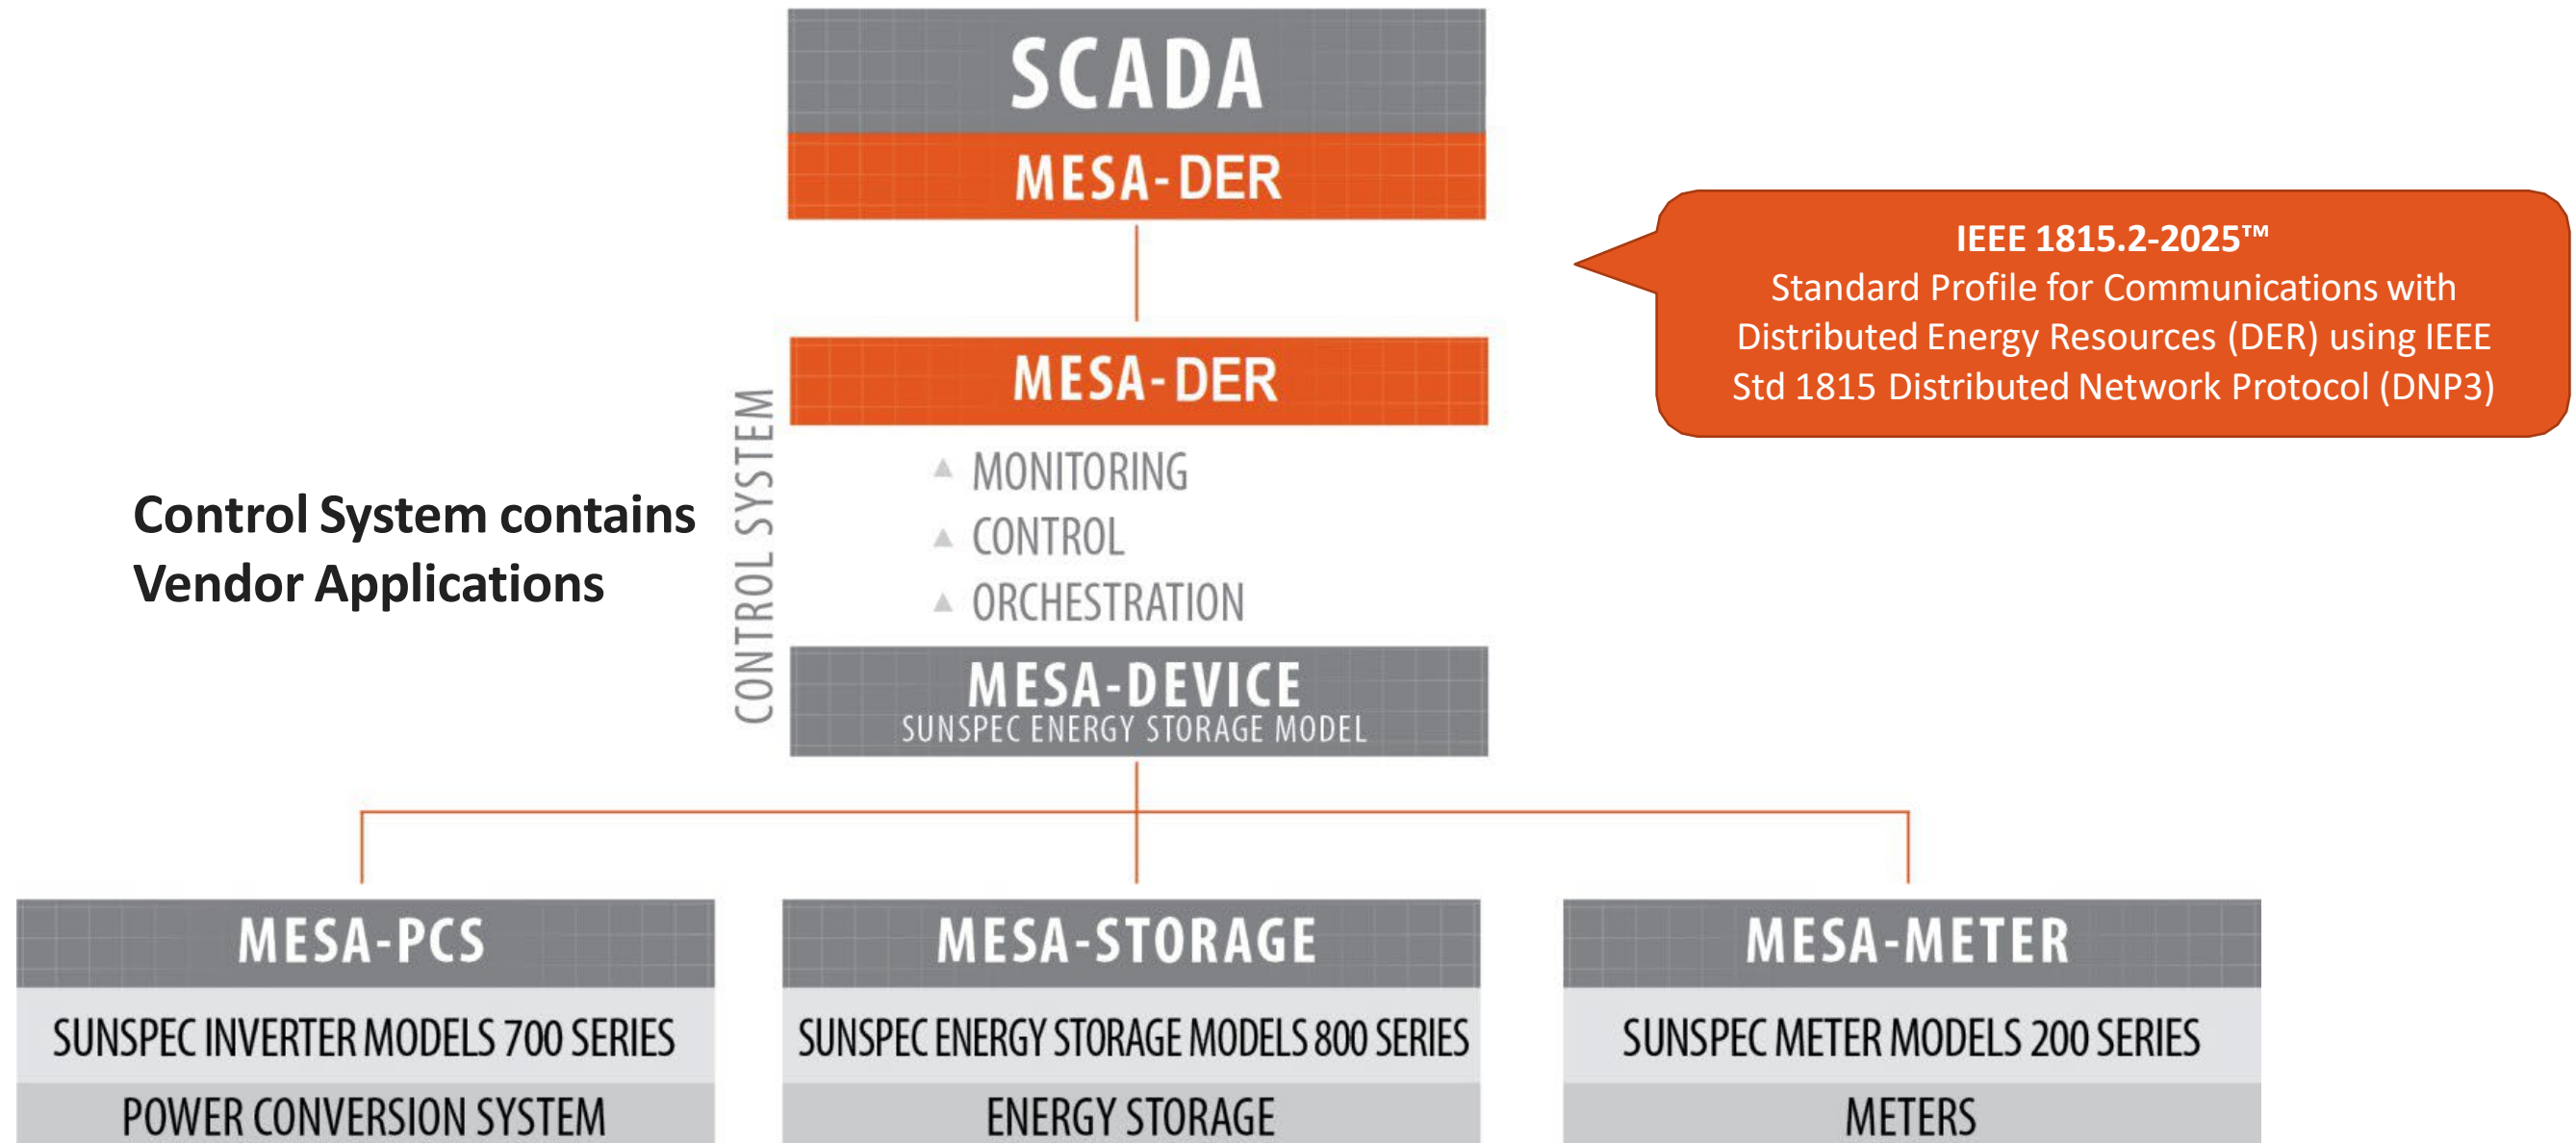 SCADA
MESA-DER
IEEE 1815.2-2025™
Standard Profile for Communications with
Distributed Energy Resources (DER) using IEEE
Std 1815 Distributed Network Protocol (DNP3)
MESA-DER
CONTROL SYSTEM
MONITORING
CONTROL
ORCHESTRATION
Control System contains
Vendor Applications
MESA-DEVICE
SUNSPEC ENERGY STORAGE MODEL
MESA-PCS
SUNSPEC INVERTER MODELS 700 SERIES
POWER CONVERSION SYSTEM
MESA-STORAGE
SUNSPEC ENERGY STORAGE MODELS 800 SERIES
ENERGY STORAGE
MESA-METER
SUNSPEC METER MODELS 200 SERIES
METERS